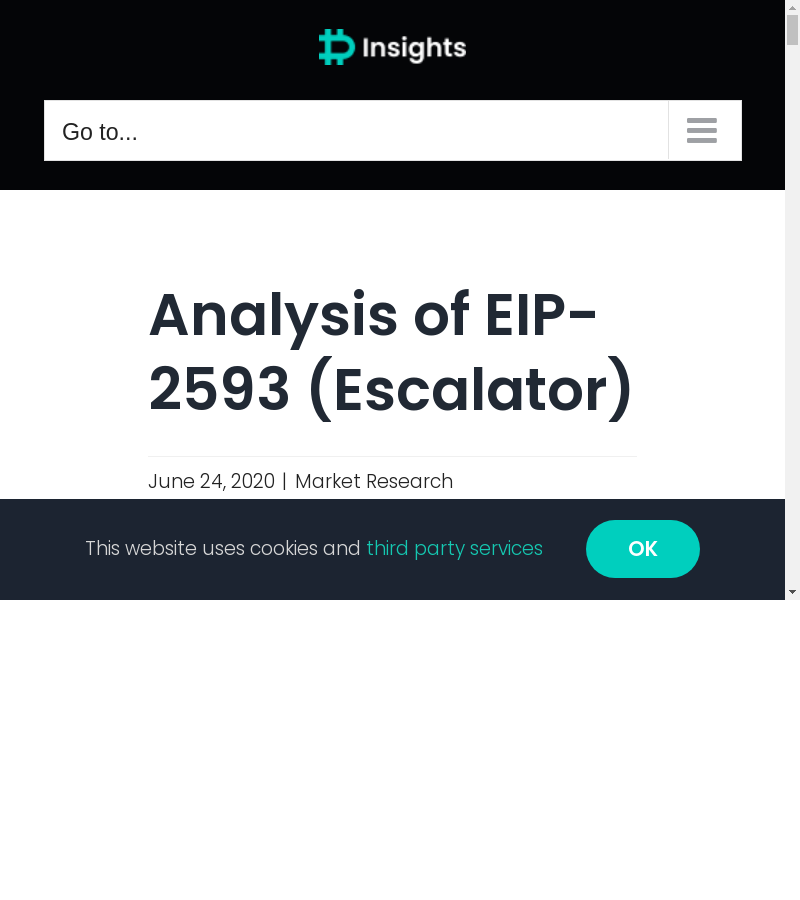 Insights
Go to...
Analysis of EIP-
2593 (Escalator)
June 24, 2020 | Market Research
This website uses cookies and third party services
OK